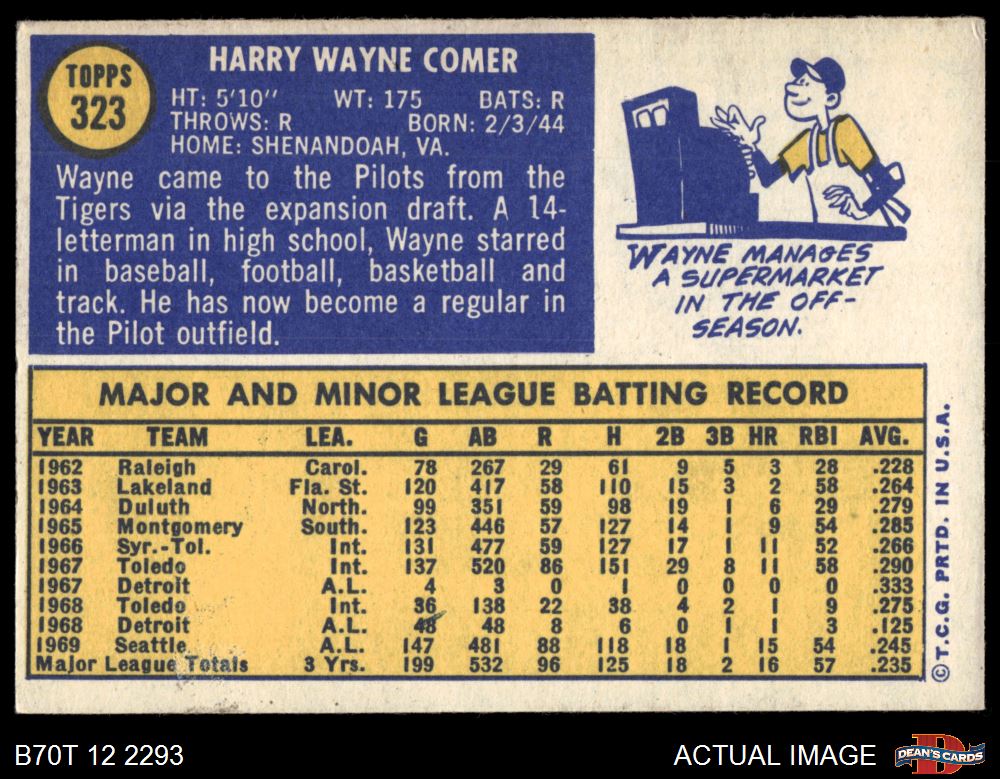 TOPPS
323
HARRY WAYNE COMER
HT: 5'10" WT: 175 BATS: R
THROWS: R BORN: 2/3/44
HOME: SHENANDOAH, VA.
Wayne came to the Pilots from the
Tigers via the expansion draft. A 14-
letterman in high school, Wayne starred
in baseball, football, basketball and
track. He has now become a regular in
the Pilot outfield.
WAYNE MANAGES
A SUPERMARKET
IN THE OFF-
SEASON.
MAJOR AND MINOR LEAGUE BATTING RECORD
YEAR TEAM LEA. G AB R H 2B 3B HR RBI AVG.
1962 Raleigh Carol. 78 267 29 61 9 5 3 28 .228
1963 Lakeland Fla. St. 120 417 58 110 15 3 2 58 .264
1964 Duluth North. 99 351 59 98 19 1 6 29 .279
1965 Montgomery South. 123 446 57 127 14 1 9 54 .285
1966 Syr.-Tol. Int. 131 477 59 127 17 1 11 52 .266
1967 Toledo Int. 137 520 86 151 29 8 11 58 .290
1967 Detroit A.L. 4 3 0 1 0 0 0 0 .333
1968 Toledo Int. 36 138 22 38 4 2 1 9 .275
1968 Detroit A.L. 48 48 8 6 0 1 1 3 .125
1969 Seattle A.L. 147 481 88 118 18 1 15 54 .245
Major League Totals 3 Yrs. 199 532 96 125 18 2 16 57 .235
©T.C.G. PRTD. IN U.S.A.
B70T 12 2293
ACTUAL IMAGE
DEAN'S CARDS